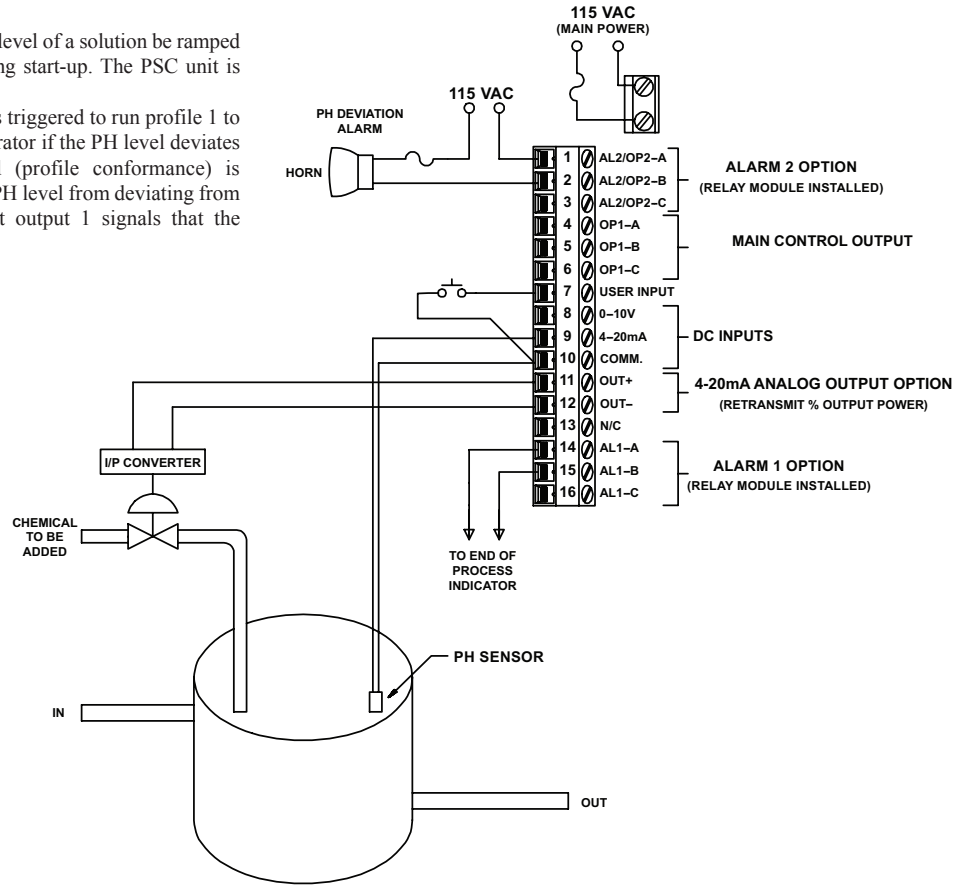 level of a solution be ramped
ng start-up. The PSC unit is
s triggered to run profile 1 to
rator if the PH level deviates
l (profile conformance) is
PH level from deviating from
t output 1 signals that the
115 VAC
(MAIN POWER)
115 VAC
PH DEVIATION
ALARM
HORN
1 AL2/OP2–A
2 AL2/OP2–B
3 AL2/OP2–C
4 OP1–A
5 OP1–B
6 OP1–C
7 USER INPUT
8 0–10V
9 4–20mA
10 COMM.
11 OUT+
12 OUT–
13 N/C
14 AL1–A
15 AL1–B
16 AL1–C
ALARM 2 OPTION
(RELAY MODULE INSTALLED)
MAIN CONTROL OUTPUT
DC INPUTS
4-20mA ANALOG OUTPUT OPTION
(RETRANSMIT % OUTPUT POWER)
ALARM 1 OPTION
(RELAY MODULE INSTALLED)
I/P CONVERTER
CHEMICAL
TO BE
ADDED
TO END OF
PROCESS
INDICATOR
PH SENSOR
IN
OUT